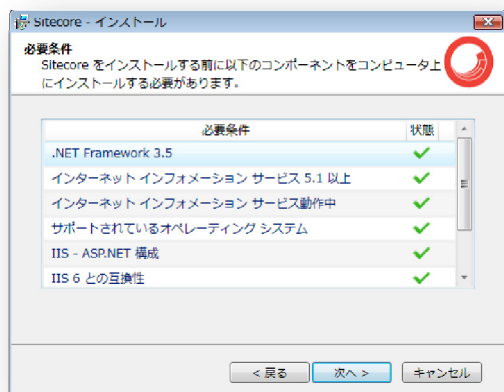 Sitecore - インストール
必要条件
Sitecore をインストールする前に以下のコンポーネントをコンピュータ上
にインストールする必要があります。
必要条件 状態
.NET Framework 3.5
インターネット インフォメーション サービス 5.1 以上
インターネット インフォメーション サービス動作中
サポートされているオペレーティング システム
IIS - ASP.NET 構成
IIS 6 との互換性
< 戻る 次へ > キャンセル